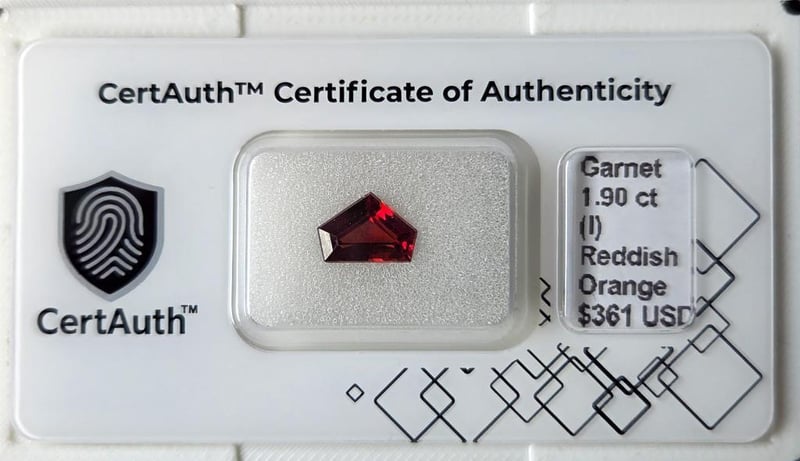 CertAuth™ Certificate of Authenticity
CertAuth™
Garnet
1.90 ct
(I)
Reddish
Orange
$361 USD